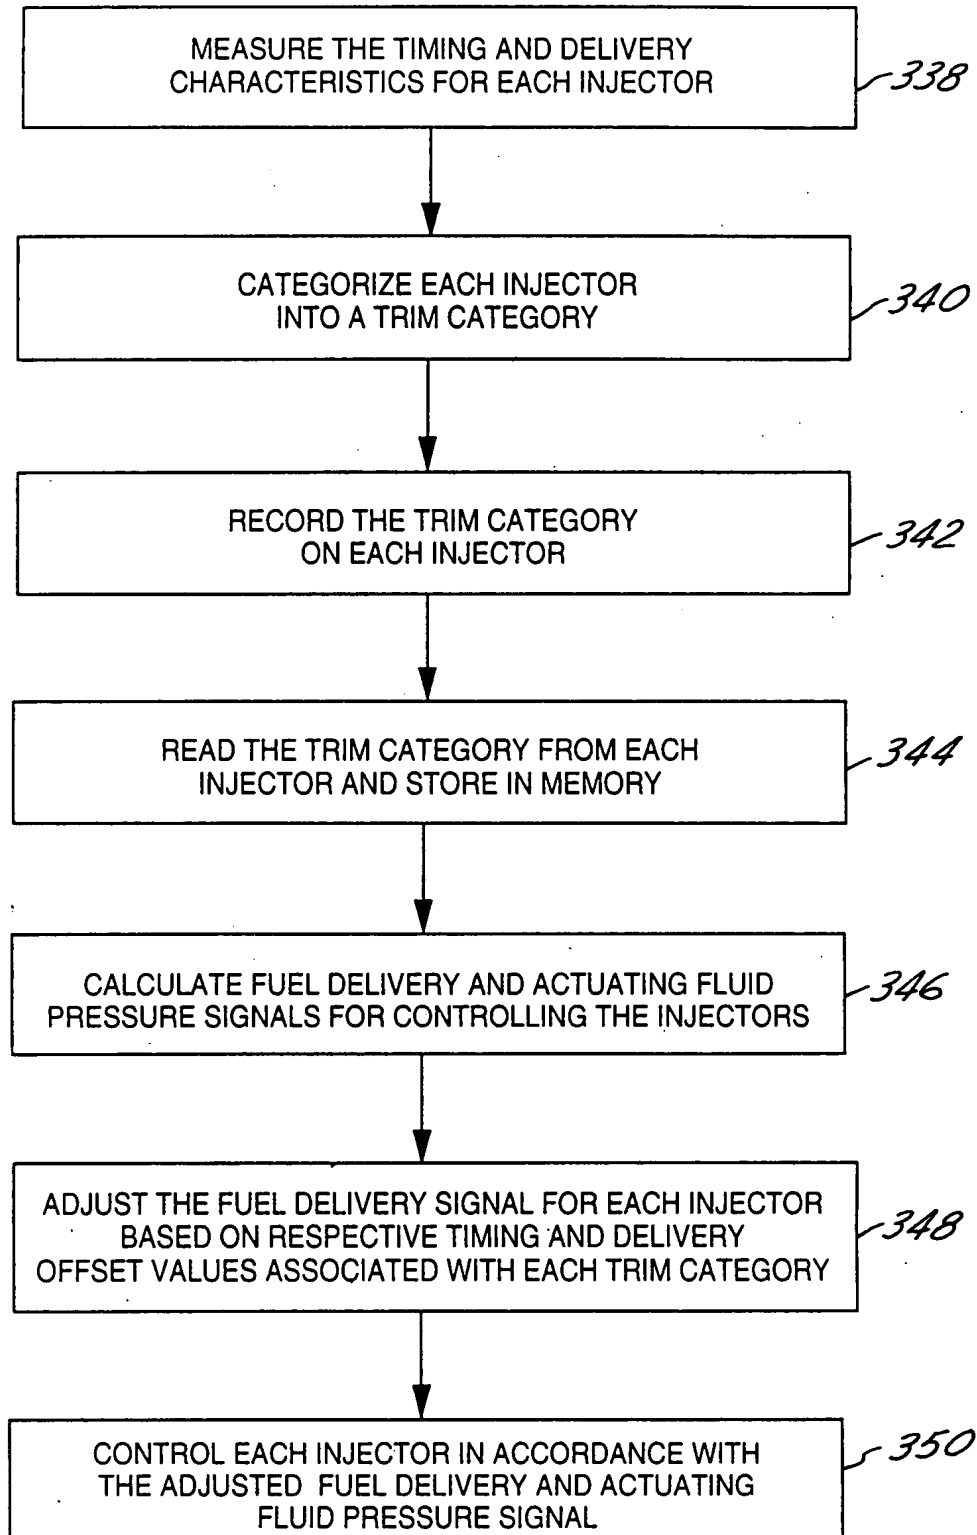 MEASURE THE TIMING AND DELIVERY
CHARACTERISTICS FOR EACH INJECTOR
338
CATEGORIZE EACH INJECTOR
INTO A TRIM CATEGORY
340
RECORD THE TRIM CATEGORY
ON EACH INJECTOR
342
READ THE TRIM CATEGORY FROM EACH
INJECTOR AND STORE IN MEMORY
344
CALCULATE FUEL DELIVERY AND ACTUATING FLUID
PRESSURE SIGNALS FOR CONTROLLING THE INJECTORS
346
ADJUST THE FUEL DELIVERY SIGNAL FOR EACH INJECTOR
BASED ON RESPECTIVE TIMING AND DELIVERY
OFFSET VALUES ASSOCIATED WITH EACH TRIM CATEGORY
348
CONTROL EACH INJECTOR IN ACCORDANCE WITH
THE ADJUSTED FUEL DELIVERY AND ACTUATING
FLUID PRESSURE SIGNAL
350